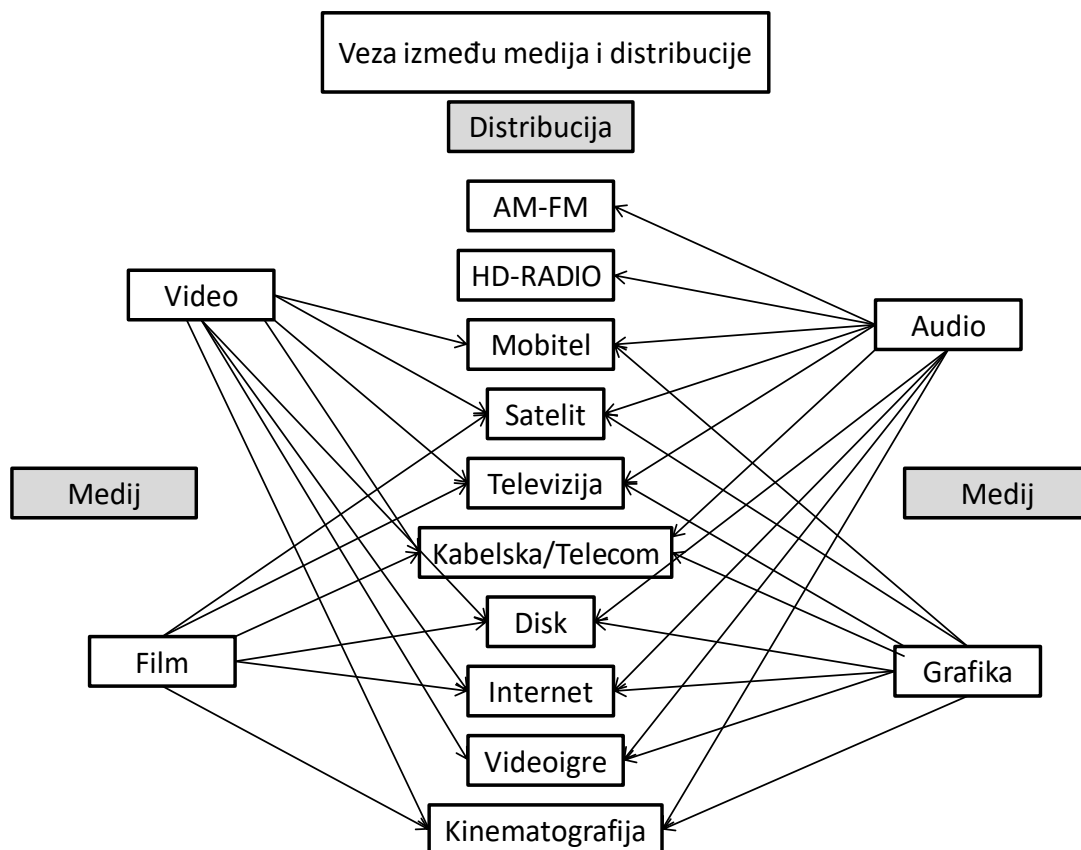 Veza između medija i distribucije
Distribucija
AM-FM
HD-RADIO
Video
Audio
Mobitel
Satelit
Medij
Televizija
Medij
Kabelska/Telecom
Disk
Film
Internet
Grafika
Videoigre
Kinematografija